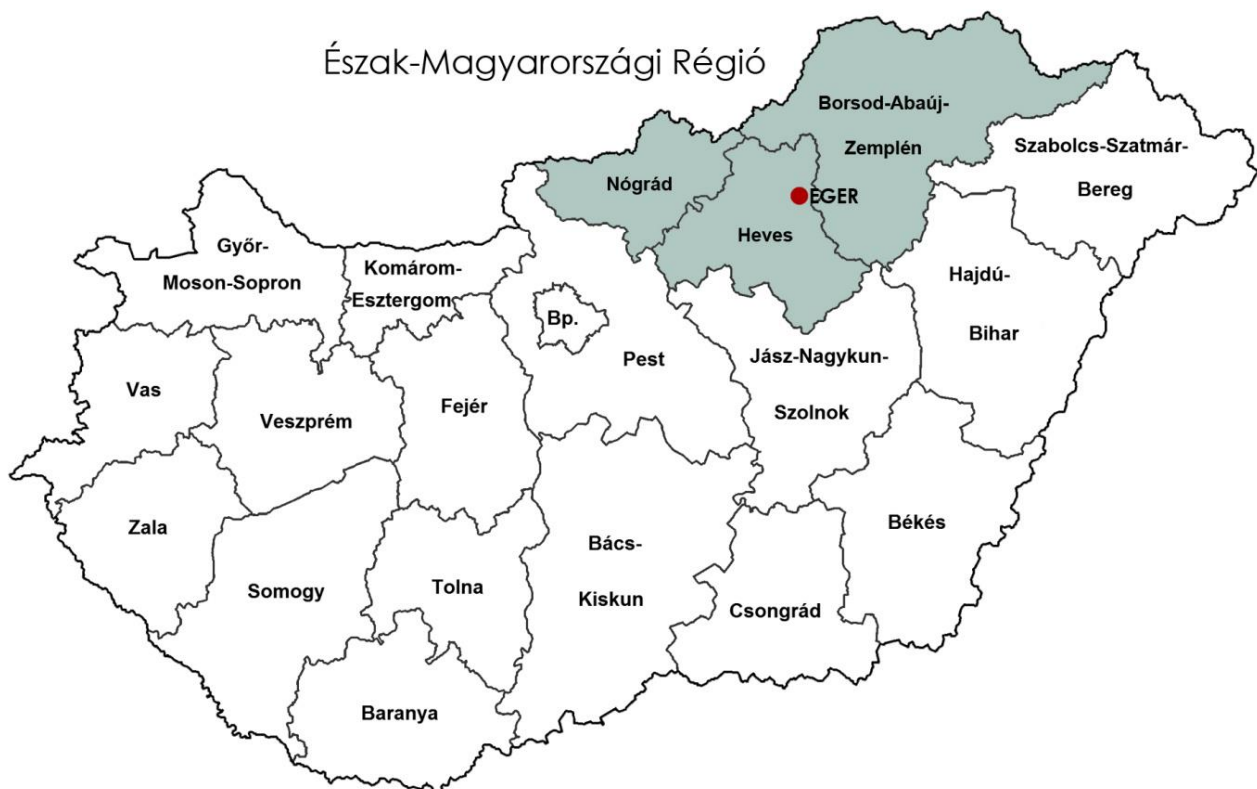 Észak-Magyarországi Régió
Borsod-Abaúj-
Zemplén
Szabolcs-Szatmár-
Bereg
Nógrád
EGER
Heves
Győr-
Moson-Sopron
Komárom-
Esztergom
Hajdú-
Bihar
Bp.
Pest
Jász-Nagykun-
Szolnok
Vas
Veszprém
Fejér
Zala
Somogy
Tolna
Bács-
Kiskun
Békés
Csongrád
Baranya